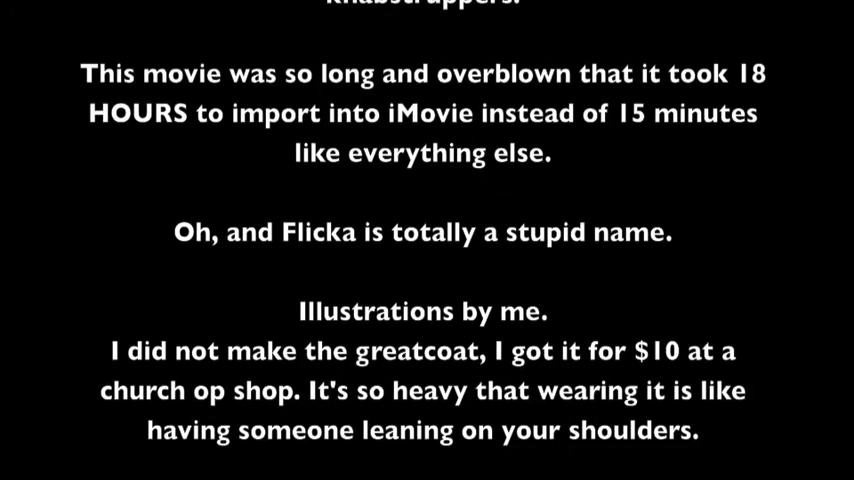 Knabstruppers.
This movie was so long and overblown that it took 18
HOURS to import into iMovie instead of 15 minutes
like everything else.
Oh, and Flicka is totally a stupid name.
Illustrations by me.
I did not make the greatcoat, I got it for $10 at a
church op shop. It's so heavy that wearing it is like
having someone leaning on your shoulders.